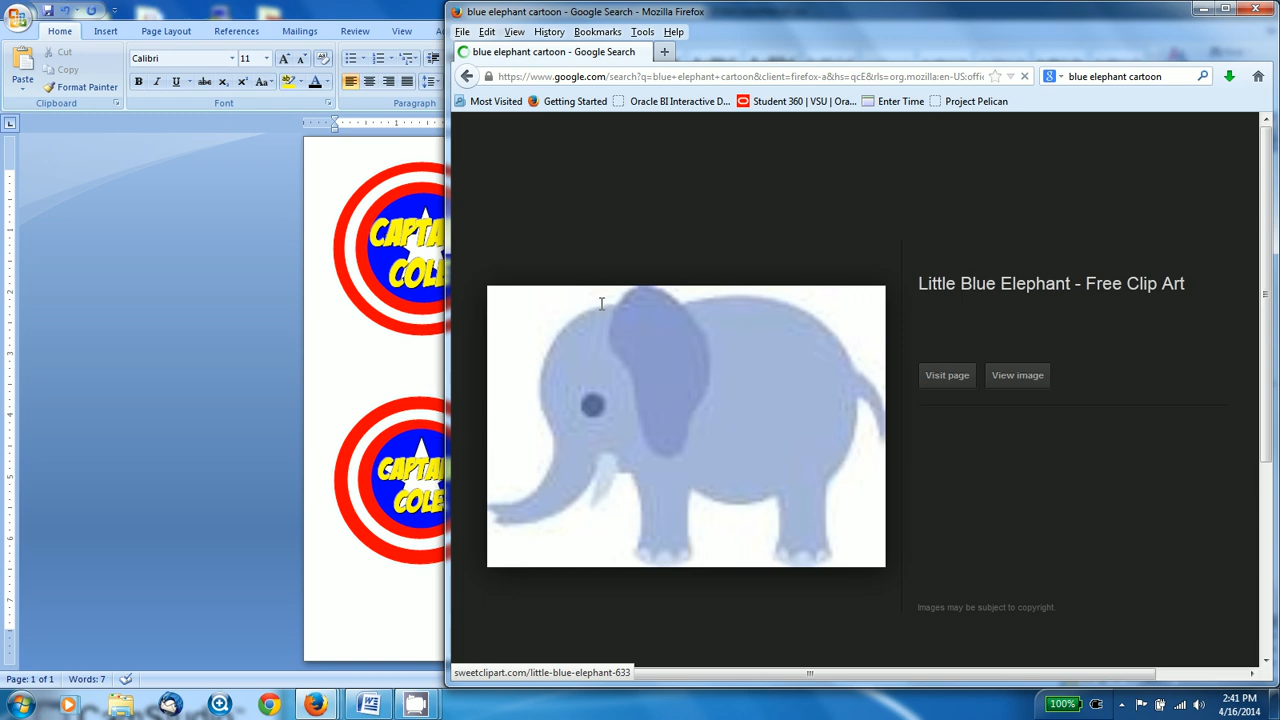 blue elephant cartoon - Google Search - Mozilla Firefox
File Edit View History Bookmarks Tools Help
blue elephant cartoon - Google Search
https://www.google.com/search?q=blue+elephant+cartoon&client=firefox-a&hs=qcE&rls=org.mozilla:en-US:offici
blue elephant cartoon
Most Visited Getting Started Oracle BI Interactive D... Student 360 | VSU | Ora... Enter Time Project Pelican
Home Insert Page Layout References Mailings Review View
Paste
Cut
Copy
Format Painter
Clipboard
Calibri 11
B I U
Font
Paragraph
1
CAPTA
COLE
CAPTA
COLE
Little Blue Elephant - Free Clip Art
Visit page View image
Images may be subject to copyright.
sweetclipart.com/little-blue-elephant-633
Page: 1 of 1 Words: 7
100%
2:41 PM
4/16/2014